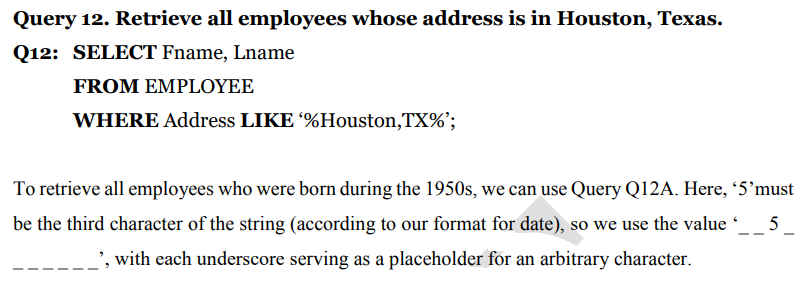 Query 12. Retrieve all employees whose address is in Houston, Texas.
Q12: SELECT Fname, Lname
FROM EMPLOYEE
WHERE Address LIKE ‘%Houston,TX%’;
To retrieve all employees who were born during the 1950s, we can use Query Q12A. Here, ‘5’must
be the third character of the string (according to our format for date), so we use the value ‘_ _ 5 _
_ _ _ _ _ _’, with each underscore serving as a placeholder for an arbitrary character.